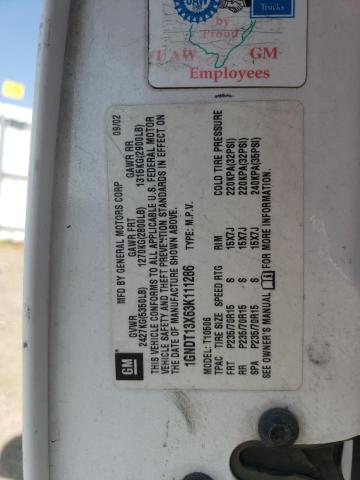 UAW
Trucks
by
Proud
UAW GM
Employees
GM
MFD BY GENERAL MOTORS CORP 09/02
GVWR GAWR FRT GAWR RR
2427KG(5350LB) 1270KG(2800LB) 1315KG(2900LB)
THIS VEHICLE CONFORMS TO ALL APPLICABLE U.S. FEDERAL MOTOR
VEHICLE SAFETY AND THEFT PREVENTION STANDARDS IN EFFECT ON
THE DATE OF MANUFACTURE SHOWN ABOVE.
1GNDT13X63K111286 TYPE: M.P.V.
MODEL: T10506
TPAC TIRE SIZE SPEED RTG RIM COLD TIRE PRESSURE
FRT P235/70R15 S 15X7J 220KPA(32PSI)
RR P235/70R15 S 15X7J 220KPA(32PSI)
SPA P235/70R15 S 15X7J 240KPA(35PSI)
SEE OWNER'S MANUAL FOR MORE INFORMATION.